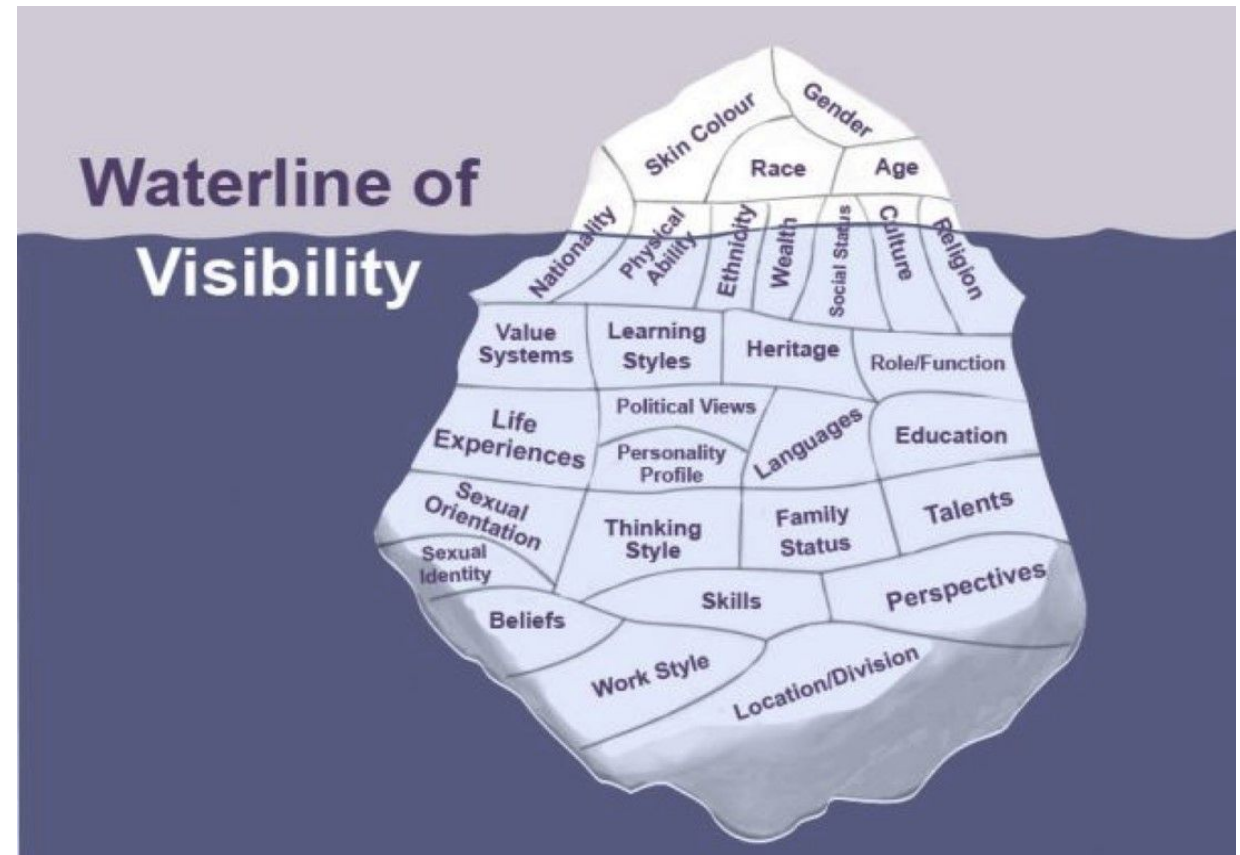 Waterline of
Visibility
Skin Colour
Gender
Race
Age
Nationality
Physical
Ability
Ethnicity
Wealth
Social Status
Culture
Religion
Value
Systems
Learning
Styles
Heritage
Role/Function
Life
Experiences
Political Views
Personality
Profile
Languages
Education
Sexual
Orientation
Sexual
Identity
Thinking
Style
Family
Status
Talents
Beliefs
Skills
Perspectives
Work Style
Location/Division